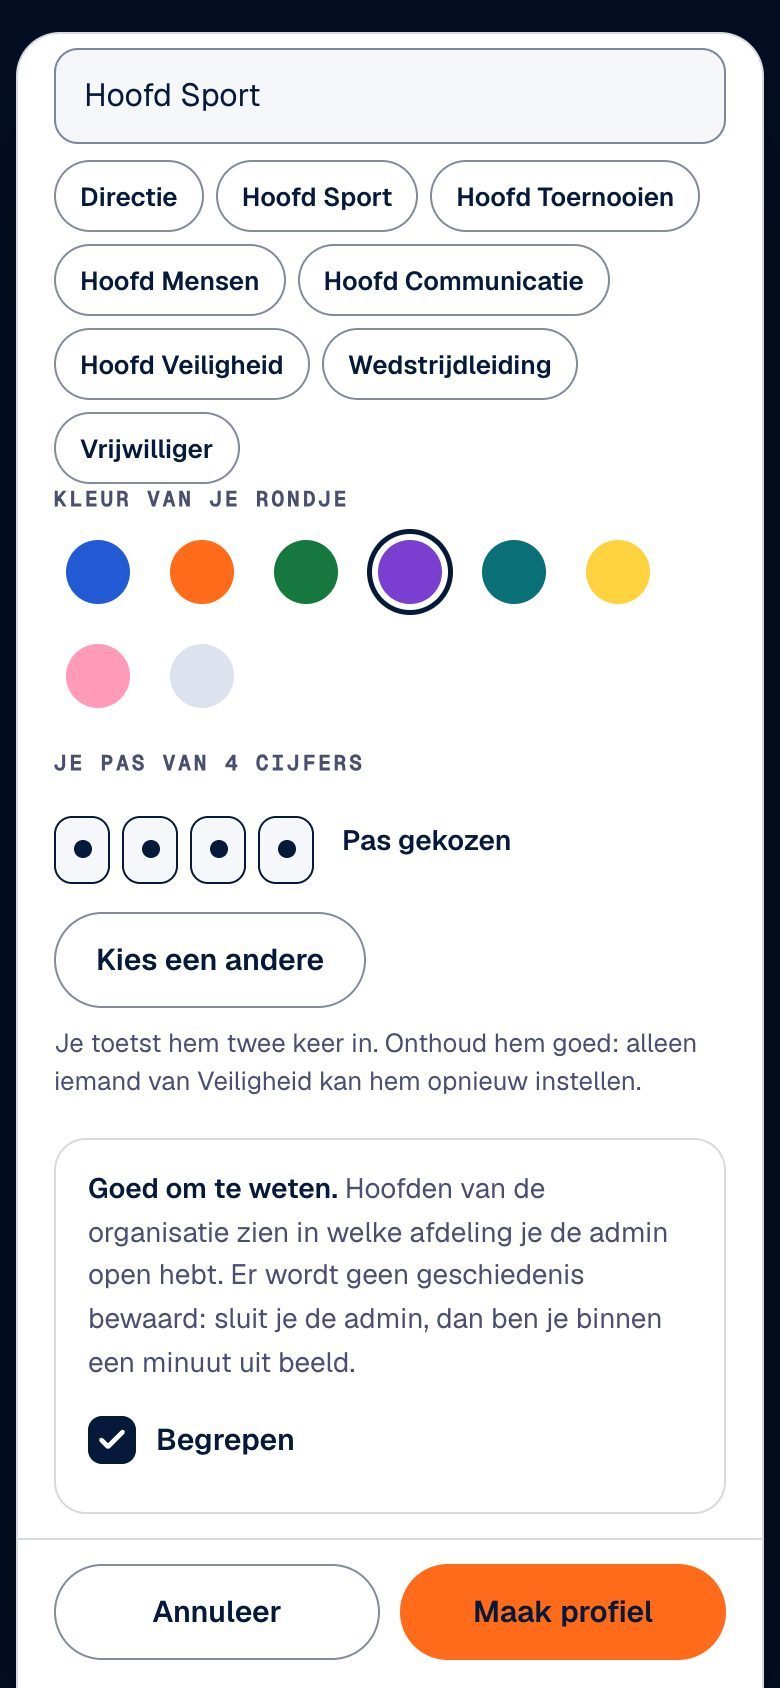 Hoofd Sport
Directie
Hoofd Sport
Hoofd Toernooien
Hoofd Mensen
Hoofd Communicatie
Hoofd Veiligheid
Wedstrijdleiding
Vrijwilliger
KLEUR VAN JE RONDJE
JE PAS VAN 4 CIJFERS
Pas gekozen
Kies een andere
Je toetst hem twee keer in. Onthoud hem goed: alleen
iemand van Veiligheid kan hem opnieuw instellen.
Goed om te weten. Hoofden van de
organisatie zien in welke afdeling je de admin
open hebt. Er wordt geen geschiedenis
bewaard: sluit je de admin, dan ben je binnen
een minuut uit beeld.
Begrepen
Annuleer
Maak profiel